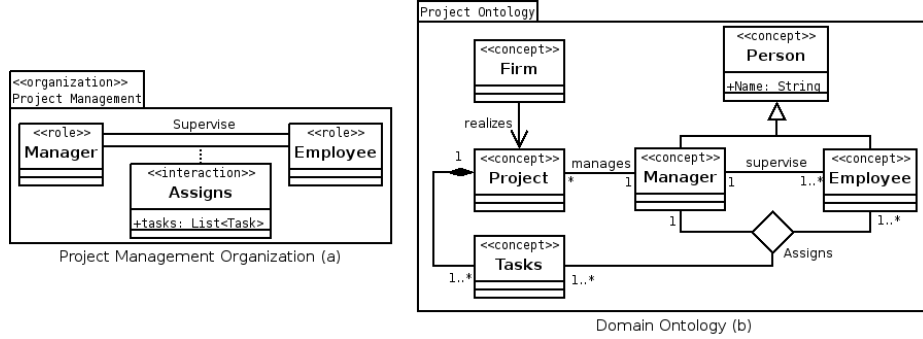 <<organization>>
Project Management
<<role>>
Manager
Supervise
<<role>>
Employee
<<interaction>>
Assigns
+tasks: List<Task>
Project Management Organization (a)
Project Ontology
<<concept>>
Firm
<<concept>>
Person
+Name: String
realizes
1
<<concept>>
Project
manages
*
1
<<concept>>
Manager
supervise
1
1..*
<<concept>>
Employee
1
1..*
Assigns
<<concept>>
Tasks
1..*
1..*
Domain Ontology (b)